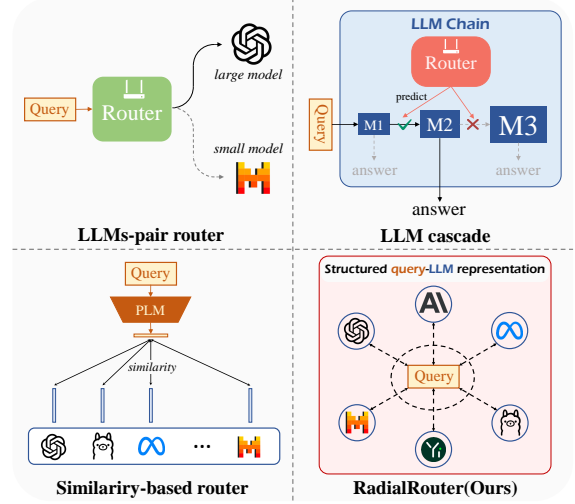 Query
Router
large model
small model
LLMs-pair router
LLM Chain
Router
predict
Query
M1
M2
M3
answer
answer
answer
LLM cascade
Query
PLM
similarity
...
Similariry-based router
Structured query-LLM representation
Query
RadialRouter(Ours)